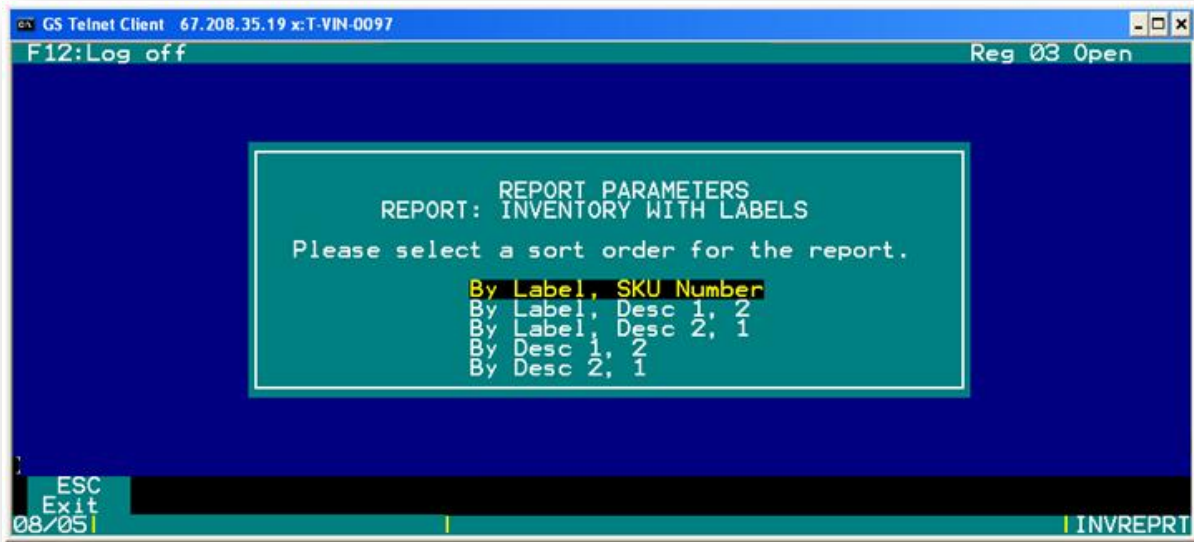 GS Telnet Client 67.208.35.19 x:T-VIN-0097
F12:Log off Reg 03 Open
REPORT PARAMETERS
REPORT: INVENTORY WITH LABELS
Please select a sort order for the report.
By Label, SKU Number
By Label, Desc 1, 2
By Label, Desc 2, 1
By Desc 1, 2
By Desc 2, 1
ESC
Exit
08/05 INVREPRT